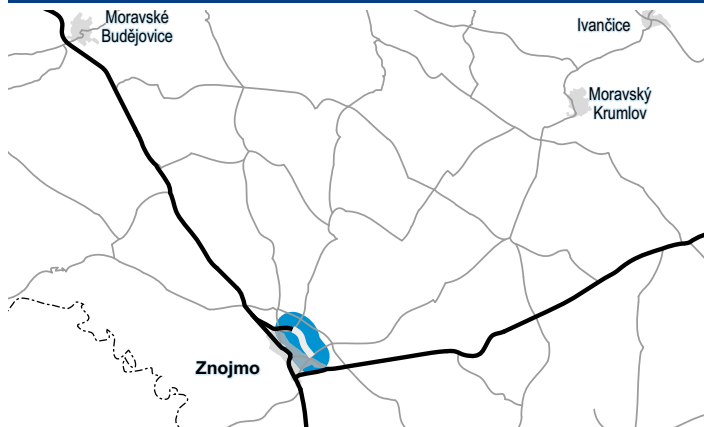 Moravské
Budějovice
Ivančice
Moravský
Krumlov
Znojmo